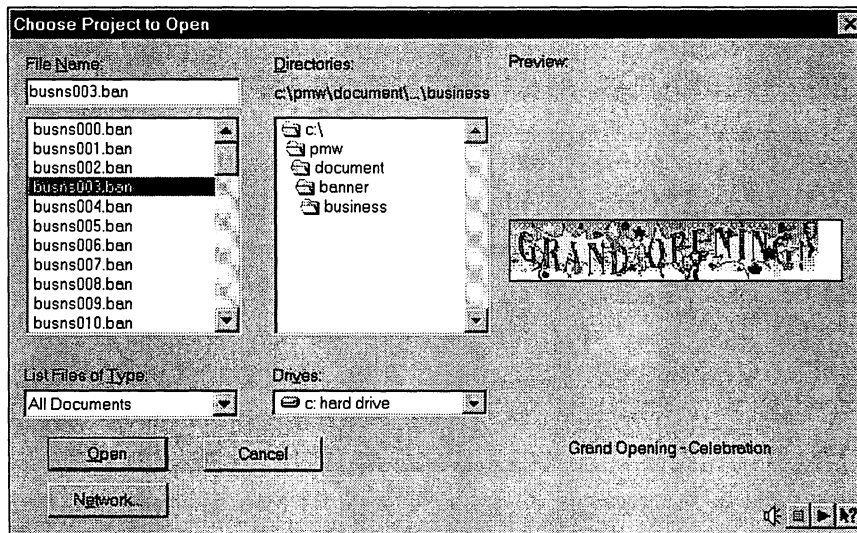 Choose Project to Open
File Name:
busns003.ban
busns000.ban
busns001.ban
busns002.ban
busns003.ban
busns004.ban
busns005.ban
busns006.ban
busns007.ban
busns008.ban
busns009.ban
busns010.ban
List Files of Type:
All Documents
Open
Cancel
Network...
Directories:
c:\pmw\document\...\business
c:\
pmw
document
banner
business
Drives:
c: hard drive
Preview:
GRAND OPENING!
Grand Opening - Celebration
?